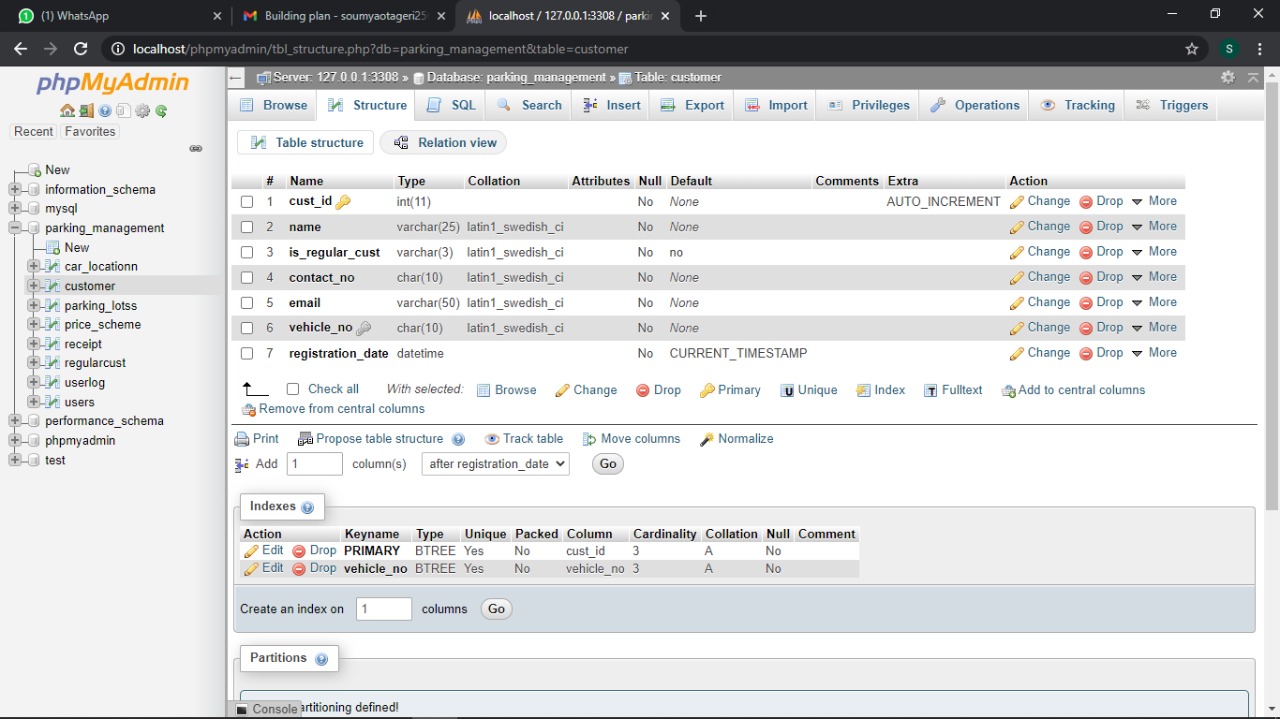 (1) WhatsApp
Building plan - soumyaotageri25
localhost / 127.0.0.1:3308 / parki
localhost/phpmyadmin/tbl_structure.php?db=parking_management&table=customer
S
phpMyAdmin
Recent Favorites
New
information_schema
mysql
parking_management
New
car_locationn
customer
parking_lotss
price_scheme
receipt
regularcust
userlog
users
performance_schema
phpmyadmin
test
Server: 127.0.0.1:3308 » Database: parking_management » Table: customer
Browse Structure SQL Search Insert Export Import Privileges Operations Tracking Triggers
Table structure Relation view
# Name Type Collation Attributes Null Default Comments Extra Action
1 cust_id int(11) No None AUTO_INCREMENT Change Drop More
2 name varchar(25) latin1_swedish_ci No None Change Drop More
3 is_regular_cust varchar(3) latin1_swedish_ci No no Change Drop More
4 contact_no char(10) latin1_swedish_ci No None Change Drop More
5 email varchar(50) latin1_swedish_ci No None Change Drop More
6 vehicle_no char(10) latin1_swedish_ci No None Change Drop More
7 registration_date datetime No CURRENT_TIMESTAMP Change Drop More
Check all With selected: Browse Change Drop Primary Unique Index Fulltext Add to central columns
Remove from central columns
Print Propose table structure Track table Move columns Normalize
Add 1 column(s) after registration_date Go
Indexes
Action Keyname Type Unique Packed Column Cardinality Collation Null Comment
Edit Drop PRIMARY BTREE Yes No cust_id 3 A No
Edit Drop vehicle_no BTREE Yes No vehicle_no 3 A No
Create an index on 1 columns Go
Partitions
Console artitioning defined!